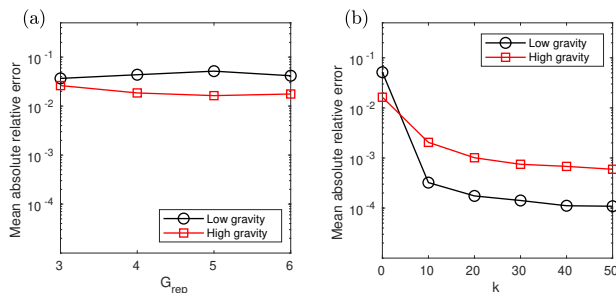 (a)
Mean absolute relative error
10^-1
10^-2
10^-3
10^-4
Low gravity
High gravity
3 4 5 6
G_rep
(b)
Mean absolute relative error
10^-1
10^-2
10^-3
10^-4
Low gravity
High gravity
0 10 20 30 40 50
k